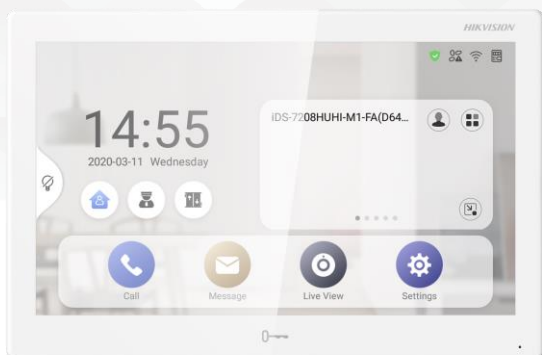 HIKVISION
14:55
2020-03-11 Wednesday
iDS-7208HUHI-M1-FA(D64...
Call
Message
Live View
Settings